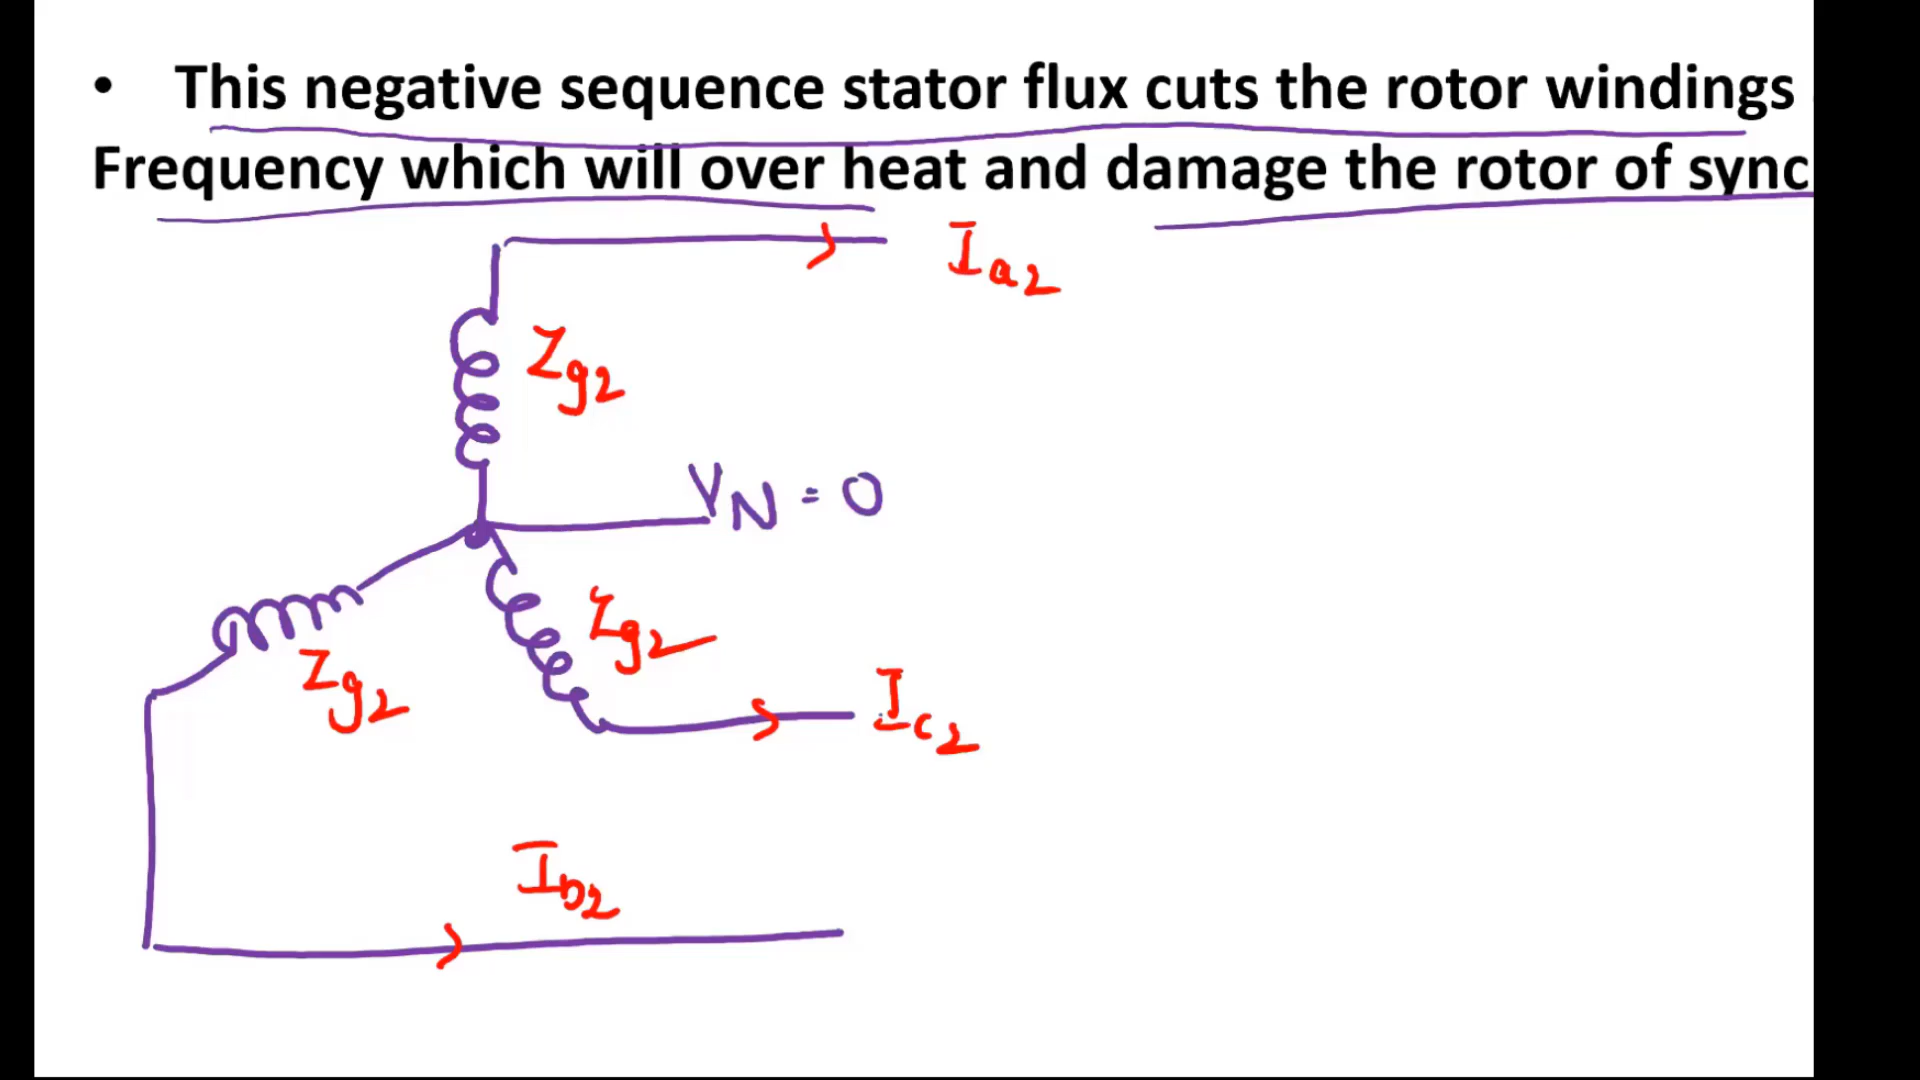 • This negative sequence stator flux cuts the rotor windings
Frequency which will over heat and damage the rotor of sync
Ia2
Zg2
VN = 0
Zg2
Zg2
Ic2
Ib2